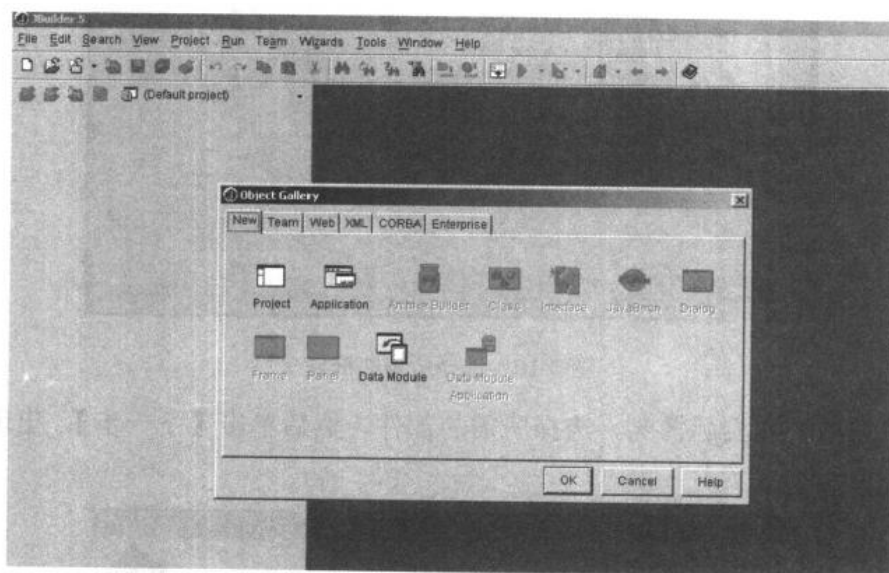 JBuilder 5
File Edit Search View Project Run Team Wizards Tools Window Help
(Default project)
Object Gallery
New Team Web XML CORBA Enterprise
Project Application Archive Builder Class Interface JavaBean Dialog
Frame Panel Data Module Data Module
Application
OK Cancel Help